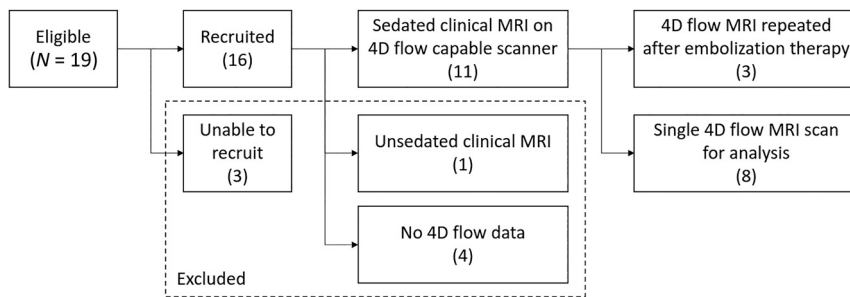 Eligible
(N = 19)
Recruited
(16)
Sedated clinical MRI on
4D flow capable scanner
(11)
4D flow MRI repeated
after embolization therapy
(3)
Unable to
recruit
(3)
Unsedated clinical MRI
(1)
Single 4D flow MRI scan
for analysis
(8)
No 4D flow data
(4)
Excluded